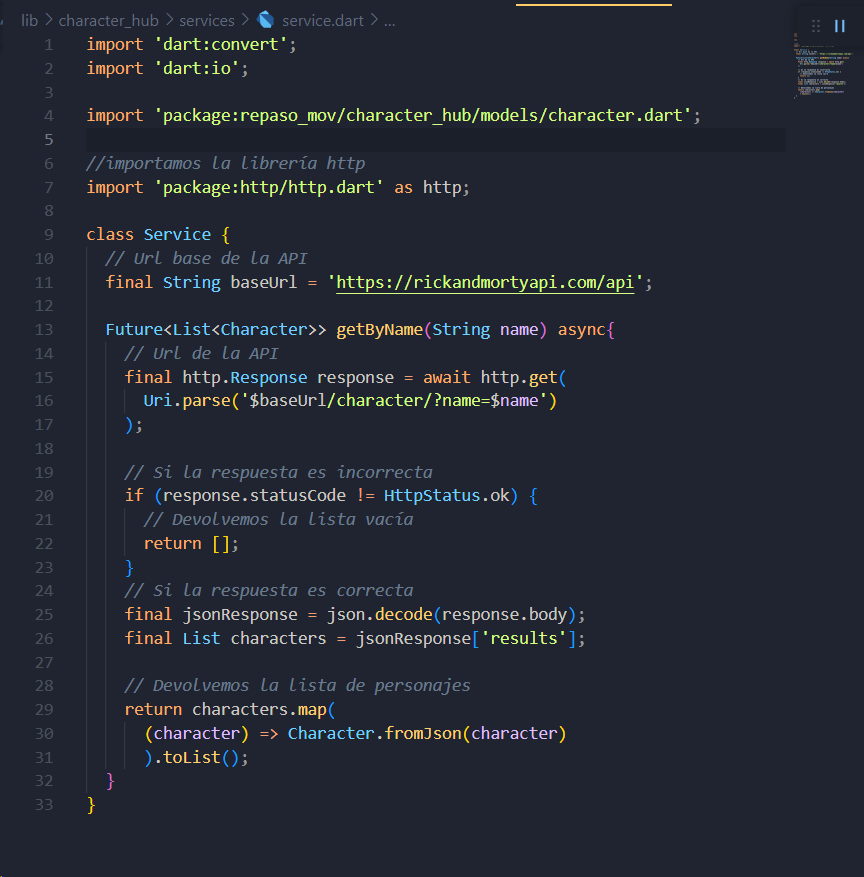 lib > character_hub > services > service.dart > ...
1 import 'dart:convert';
2 import 'dart:io';
3
4 import 'package:repaso_mov/character_hub/models/character.dart';
5
6 //importamos la librería http
7 import 'package:http/http.dart' as http;
8
9 class Service {
10 // Url base de la API
11 final String baseUrl = 'https://rickandmortyapi.com/api';
12
13 Future<List<Character>> getByName(String name) async{
14 // Url de la API
15 final http.Response response = await http.get(
16 Uri.parse('$baseUrl/character/?name=$name')
17 );
18
19 // Si la respuesta es incorrecta
20 if (response.statusCode != HttpStatus.ok) {
21 // Devolvemos la lista vacía
22 return [];
23 }
24 // Si la respuesta es correcta
25 final jsonResponse = json.decode(response.body);
26 final List characters = jsonResponse['results'];
27
28 // Devolvemos la lista de personajes
29 return characters.map(
30 (character) => Character.fromJson(character)
31 ).toList();
32 }
33 }